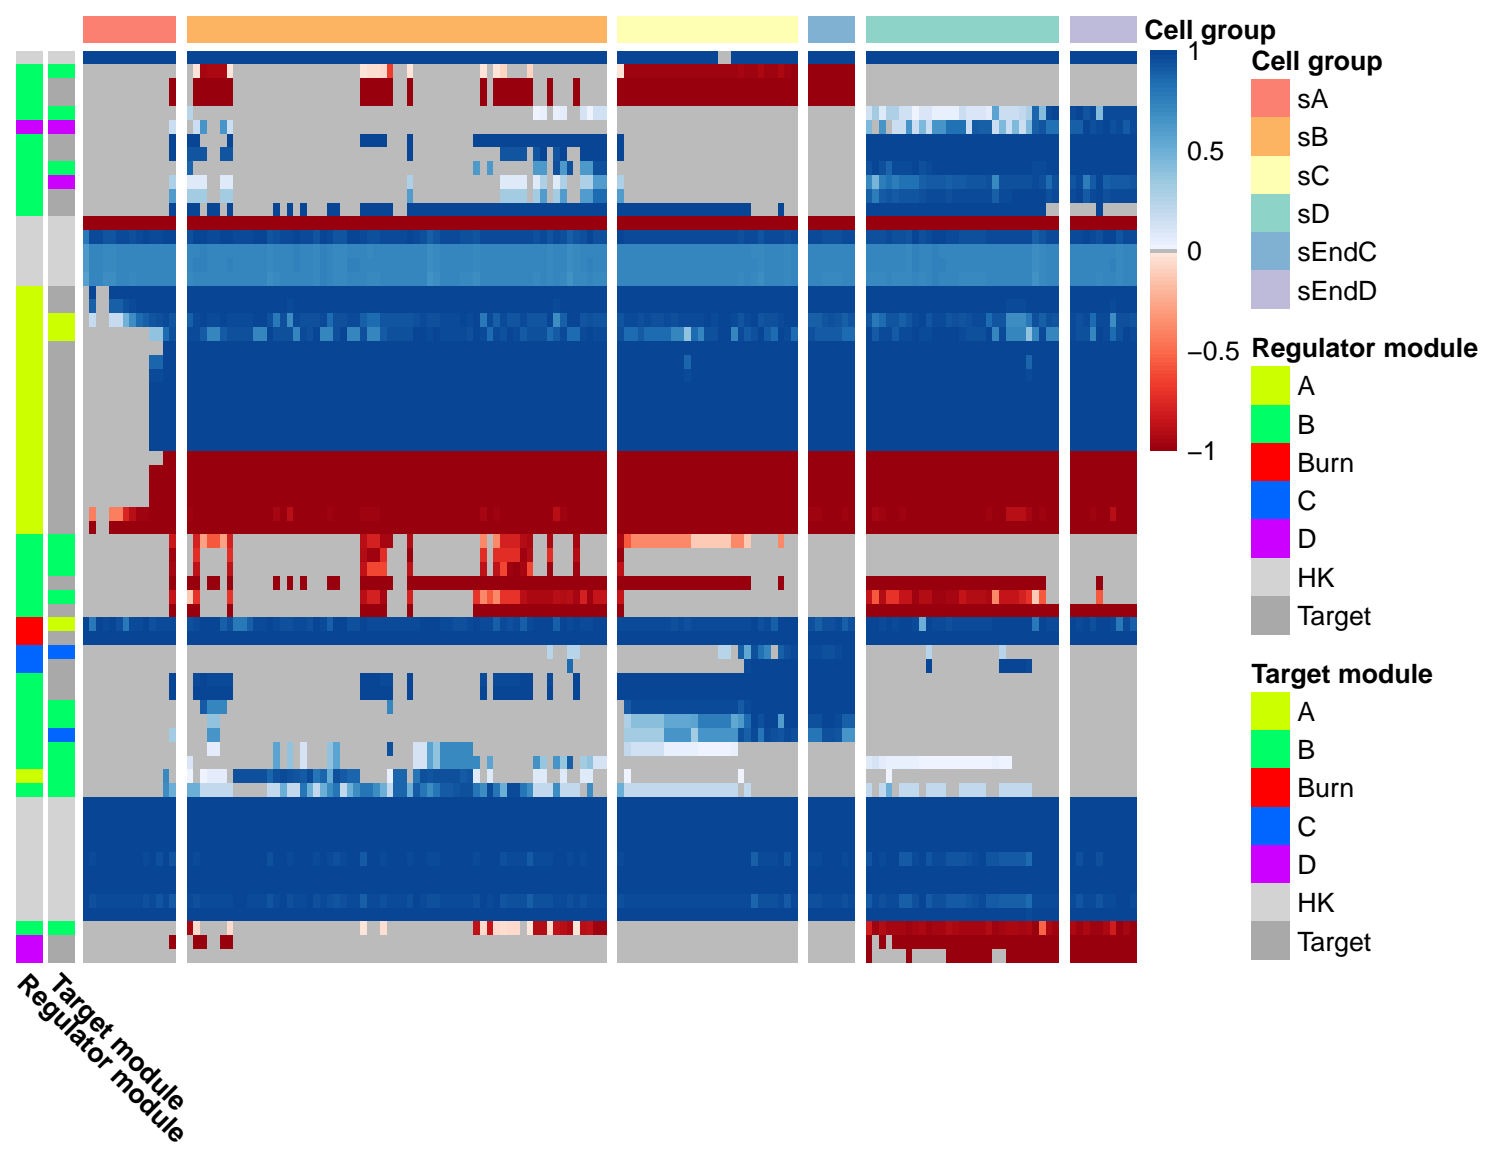 Cell group
1
0.5
0
−0.5
−1
Cell group
sA
sB
sC
sD
sEndC
sEndD
Regulator module
A
B
Burn
C
D
HK
Target
Target module
A
B
Burn
C
D
HK
Target
Regulator module
Target module